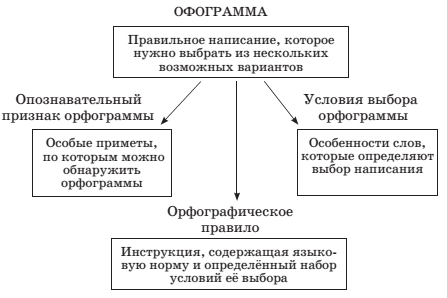 ОФОГРАММА
Правильное написание, которое
нужно выбрать из нескольких
возможных вариантов
Опознавательный
признак орфограммы
Особые приметы,
по которым можно
обнаружить
орфограммы
Условия выбора
орфограммы
Особенности слов,
которые определяют
выбор написания
Орфографическое
правило
Инструкция, содержащая языко-
вую норму и определённый набор
условий её выбора